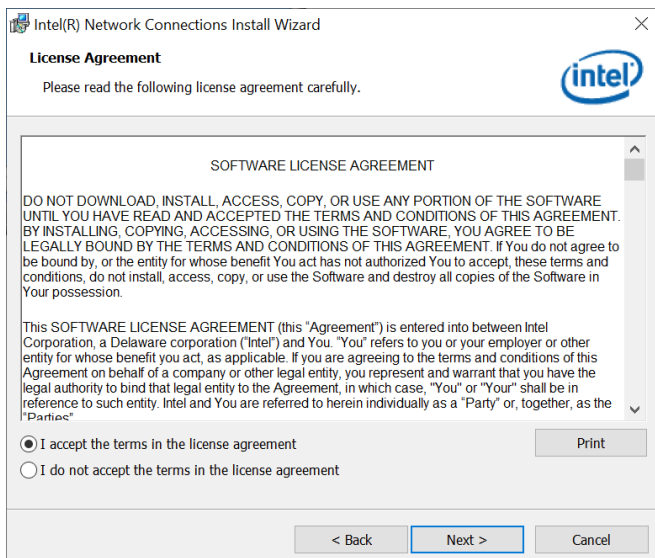 Intel(R) Network Connections Install Wizard
License Agreement
Please read the following license agreement carefully.
intel
SOFTWARE LICENSE AGREEMENT
DO NOT DOWNLOAD, INSTALL, ACCESS, COPY, OR USE ANY PORTION OF THE SOFTWARE
UNTIL YOU HAVE READ AND ACCEPTED THE TERMS AND CONDITIONS OF THIS AGREEMENT.
BY INSTALLING, COPYING, ACCESSING, OR USING THE SOFTWARE, YOU AGREE TO BE
LEGALLY BOUND BY THE TERMS AND CONDITIONS OF THIS AGREEMENT. If You do not agree to
be bound by, or the entity for whose benefit You act has not authorized You to accept, these terms and
conditions, do not install, access, copy, or use the Software and destroy all copies of the Software in
Your possession.
This SOFTWARE LICENSE AGREEMENT (this "Agreement") is entered into between Intel
Corporation, a Delaware corporation ("Intel") and You. "You" refers to you or your employer or other
entity for whose benefit you act, as applicable. If you are agreeing to the terms and conditions of this
Agreement on behalf of a company or other legal entity, you represent and warrant that you have the
legal authority to bind that legal entity to the Agreement, in which case, "You" or "Your" shall be in
reference to such entity. Intel and You are referred to herein individually as a "Party" or, together, as the
"Parties"
I accept the terms in the license agreement
Print
I do not accept the terms in the license agreement
< Back
Next >
Cancel